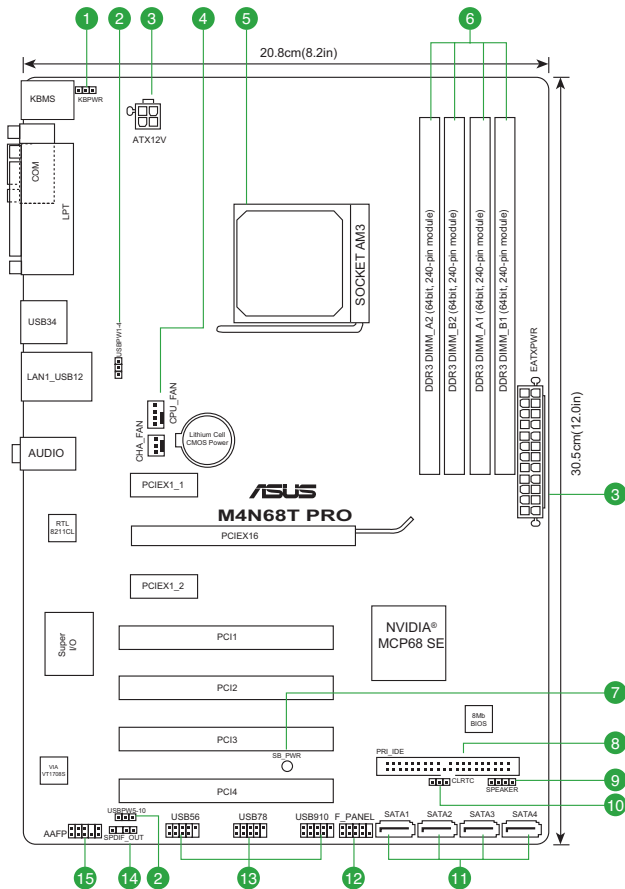 1
2
3
4
5
6
20.8cm(8.2in)
KBMS
KBPWR
ATX12V
COM
LPT
SOCKET AM3
DDR3 DIMM_A2 (64bit, 240-pin module)
DDR3 DIMM_B2 (64bit, 240-pin module)
DDR3 DIMM_A1 (64bit, 240-pin module)
DDR3 DIMM_B1 (64bit, 240-pin module)
EATXPWR
30.5cm(12.0in)
USB34
USBPW1-4
LAN1_USB12
CPU_FAN
CHA_FAN
Lithium Cell
CMOS Power
AUDIO
PCIEX1_1
ASUS
M4N68T PRO
3
RTL
8211CL
PCIEX16
PCIEX1_2
Super
I/O
NVIDIA®
MCP68 SE
PCI1
PCI2
7
8Mb
BIOS
PCI3
8
SB_PWR
PRI_IDE
VIA
VT1708S
PCI4
CLRTC
SPEAKER
9
10
USBPW5-10
AAFP
SPDIF_OUT
USB56
USB78
USB910
F_PANEL
SATA1
SATA2
SATA3
SATA4
15
14
2
13
12
11